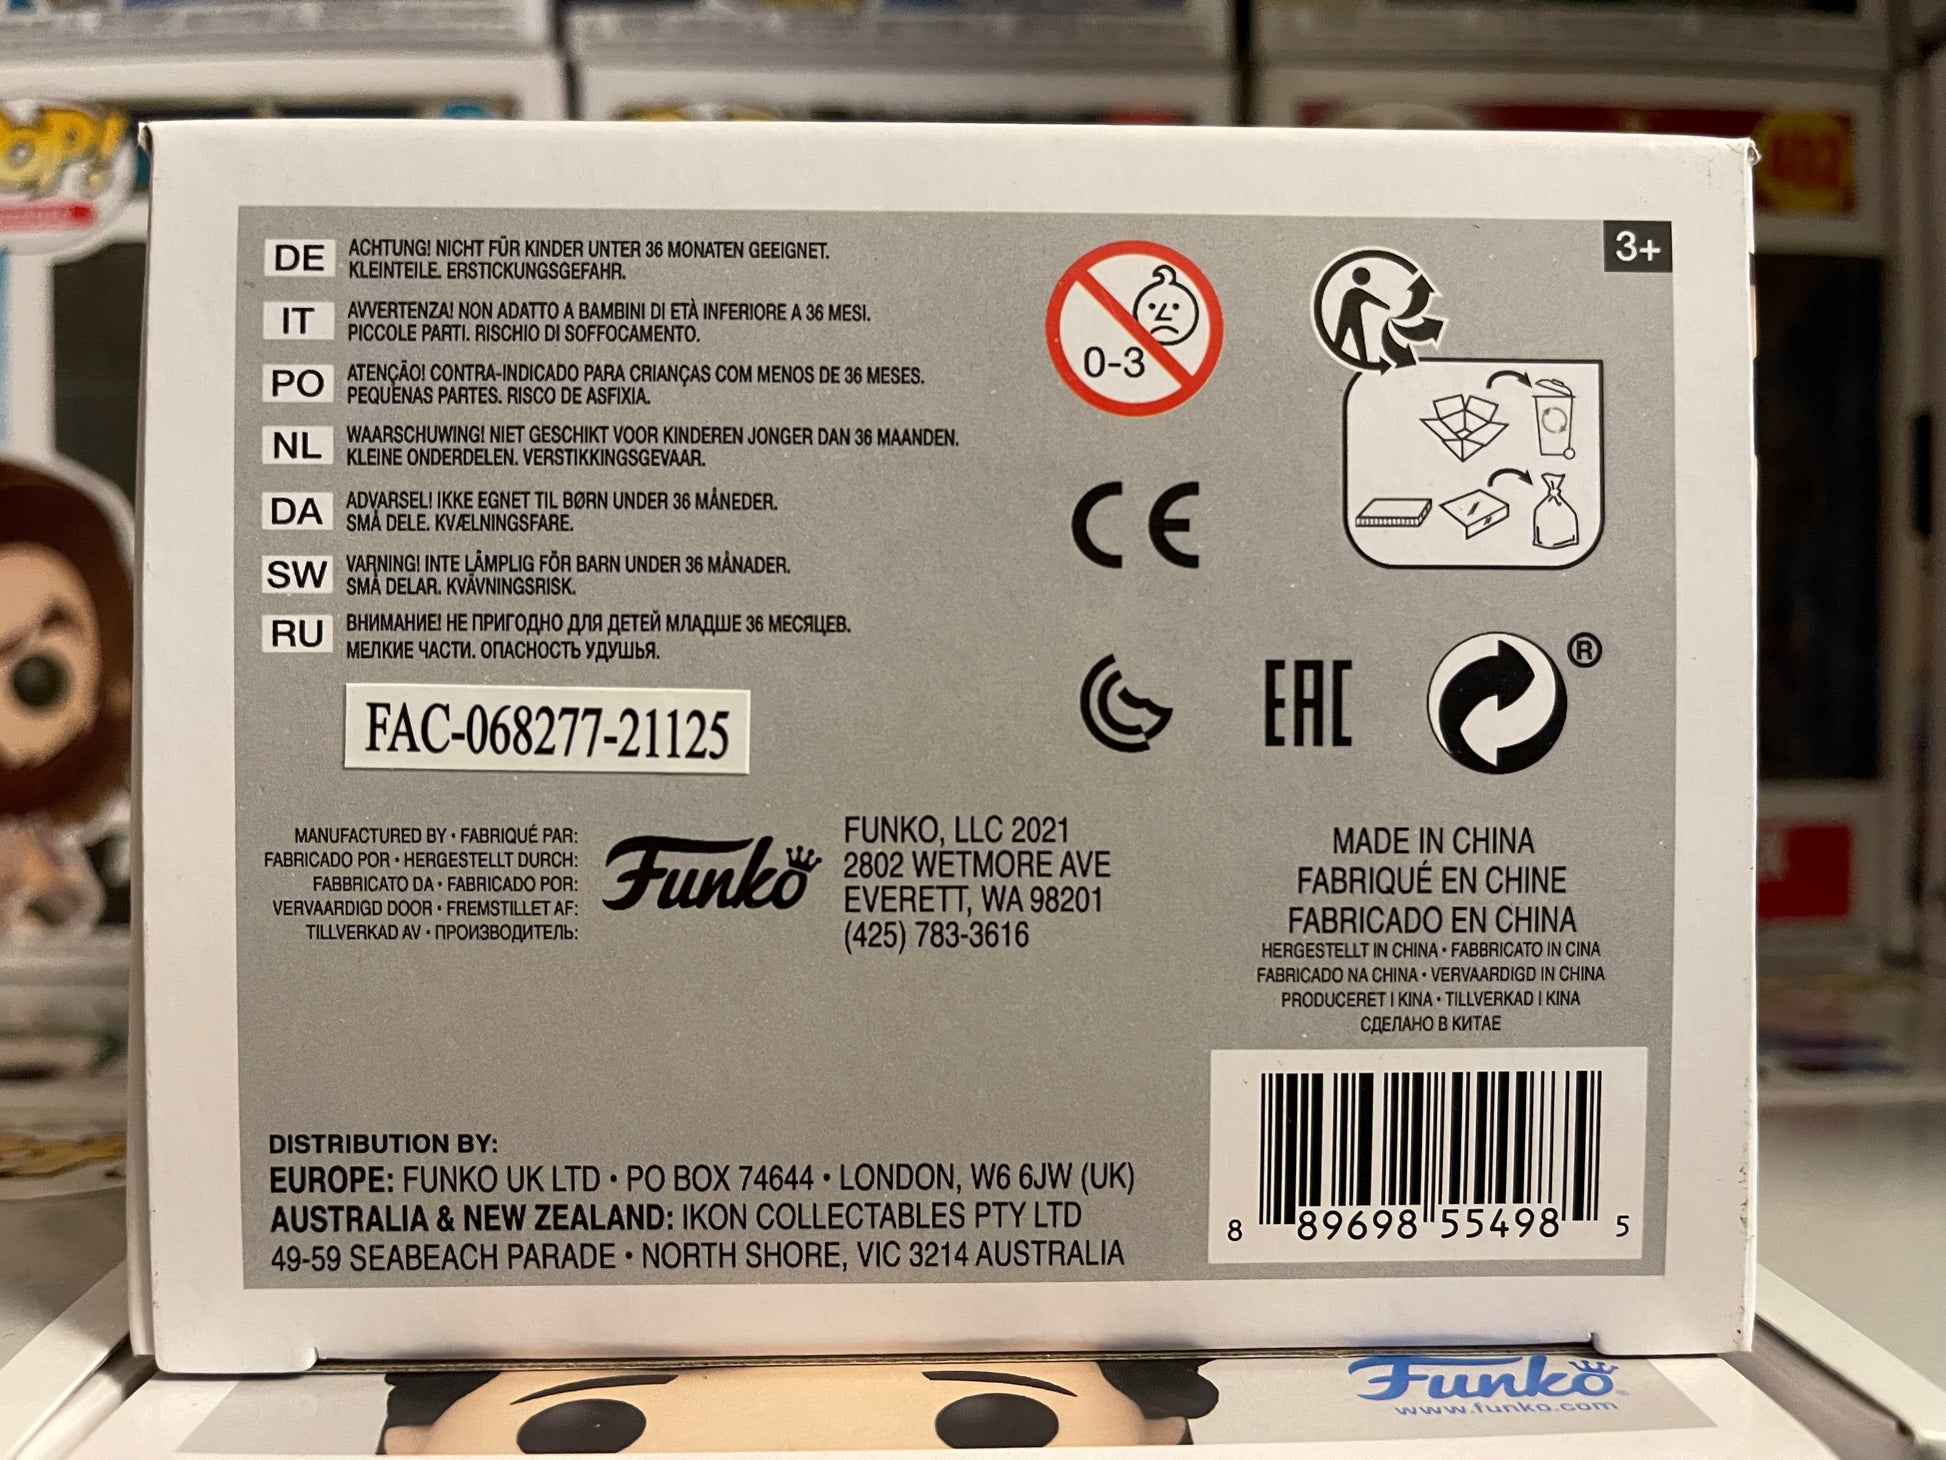 POP!
402
3+
DE
ACHTUNG! NICHT FÜR KINDER UNTER 36 MONATEN GEEIGNET.
KLEINTEILE. ERSTICKUNGSGEFAHR.
IT
AVVERTENZA! NON ADATTO A BAMBINI DI ETÀ INFERIORE A 36 MESI.
PICCOLE PARTI. RISCHIO DI SOFFOCAMENTO.
PO
ATENÇÃO! CONTRA-INDICADO PARA CRIANÇAS COM MENOS DE 36 MESES.
PEQUENAS PARTES. RISCO DE ASFIXIA.
NL
WAARSCHUWING! NIET GESCHIKT VOOR KINDEREN JONGER DAN 36 MAANDEN.
KLEINE ONDERDELEN. VERSTIKKINGSGEVAAR.
DA
ADVARSEL! IKKE EGNET TIL BØRN UNDER 36 MÅNEDER.
SMÅ DELE. KVÆLNINGSFARE.
SW
VARNING! INTE LÄMPLIG FÖR BARN UNDER 36 MÅNADER.
SMÅ DELAR. KVÄVNINGSRISK.
RU
ВНИМАНИЕ! НЕ ПРИГОДНО ДЛЯ ДЕТЕЙ МЛАДШЕ 36 МЕСЯЦЕВ.
МЕЛКИЕ ЧАСТИ. ОПАСНОСТЬ УДУШЬЯ.
0-3
CE
EAC
®
FAC-068277-21125
MANUFACTURED BY • FABRIQUÉ PAR:
FABRICADO POR • HERGESTELLT DURCH:
FABBRICATO DA • FABRICADO POR:
VERVAARDIGD DOOR • FREMSTILLET AF:
TILLVERKAD AV • ПРОИЗВОДИТЕЛЬ:
Funko
FUNKO, LLC 2021
2802 WETMORE AVE
EVERETT, WA 98201
(425) 783-3616
MADE IN CHINA
FABRIQUÉ EN CHINE
FABRICADO EN CHINA
HERGESTELLT IN CHINA • FABBRICATO IN CINA
FABRICADO NA CHINA • VERVAARDIGD IN CHINA
PRODUCERET I KINA • TILLVERKAD I KINA
СДЕЛАНО В КИТАЕ
DISTRIBUTION BY:
EUROPE: FUNKO UK LTD • PO BOX 74644 • LONDON, W6 6JW (UK)
AUSTRALIA & NEW ZEALAND: IKON COLLECTABLES PTY LTD
49-59 SEABEACH PARADE • NORTH SHORE, VIC 3214 AUSTRALIA
8 89698 55498 5
Funko
www.funko.com